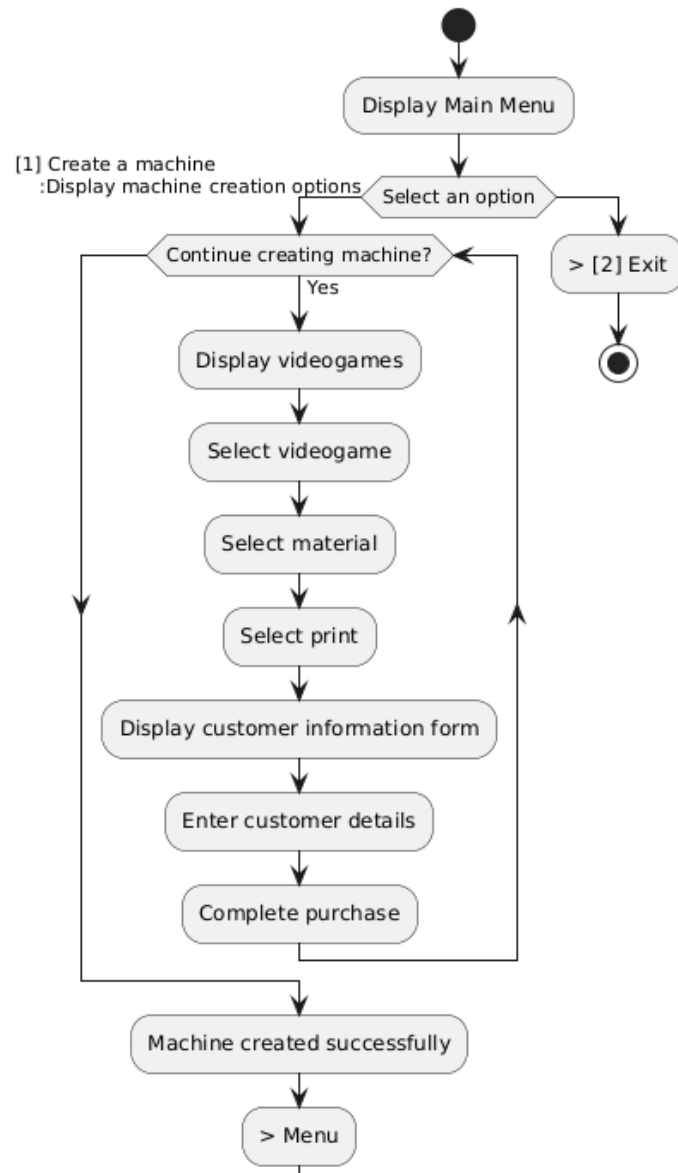 Display Main Menu
[1] Create a machine
:Display machine creation options
Select an option
Continue creating machine?
> [2] Exit
Yes
Display videogames
Select videogame
Select material
Select print
Display customer information form
Enter customer details
Complete purchase
Machine created successfully
> Menu